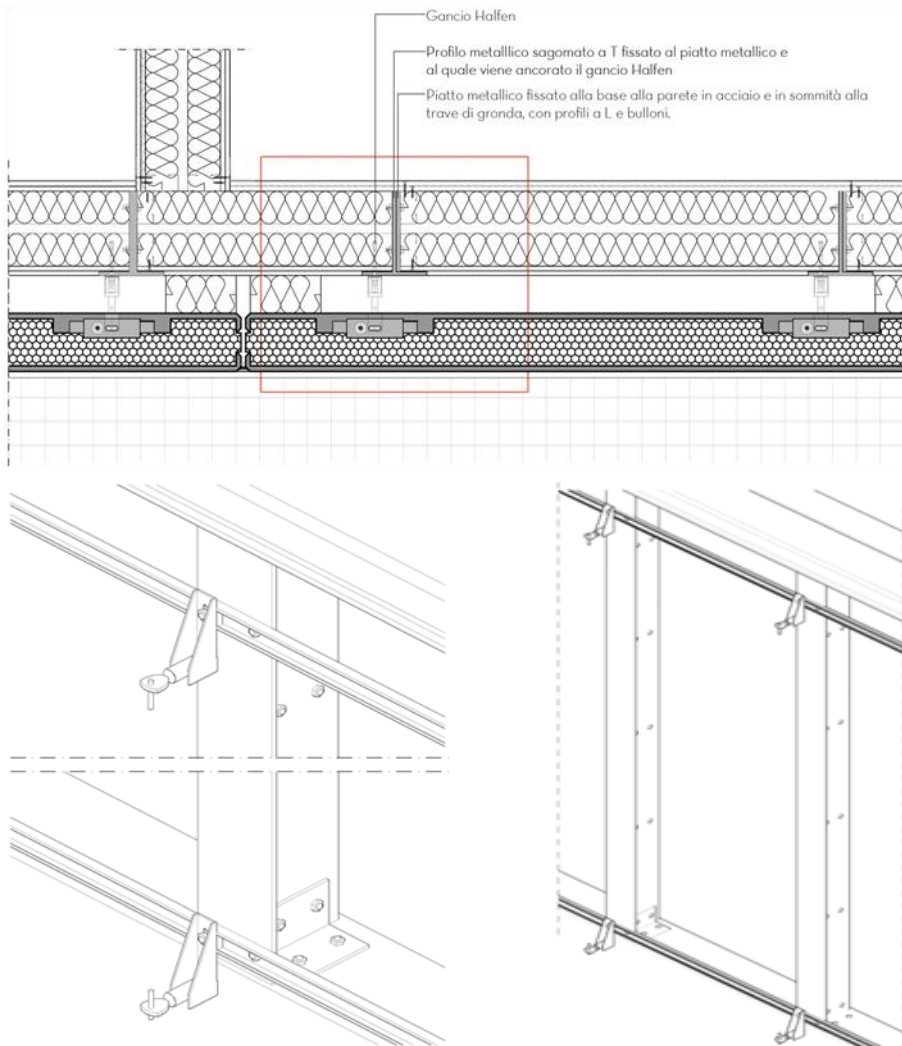 Gancio Halfen
Profilo metalllico sagomato a T fissato al piatto metallico e
al quale viene ancorato il gancio Halfen
Piatto metallico fissato alla base alla parete in acciaio e in sommità alla
trave di gronda, con profili a L e bulloni.